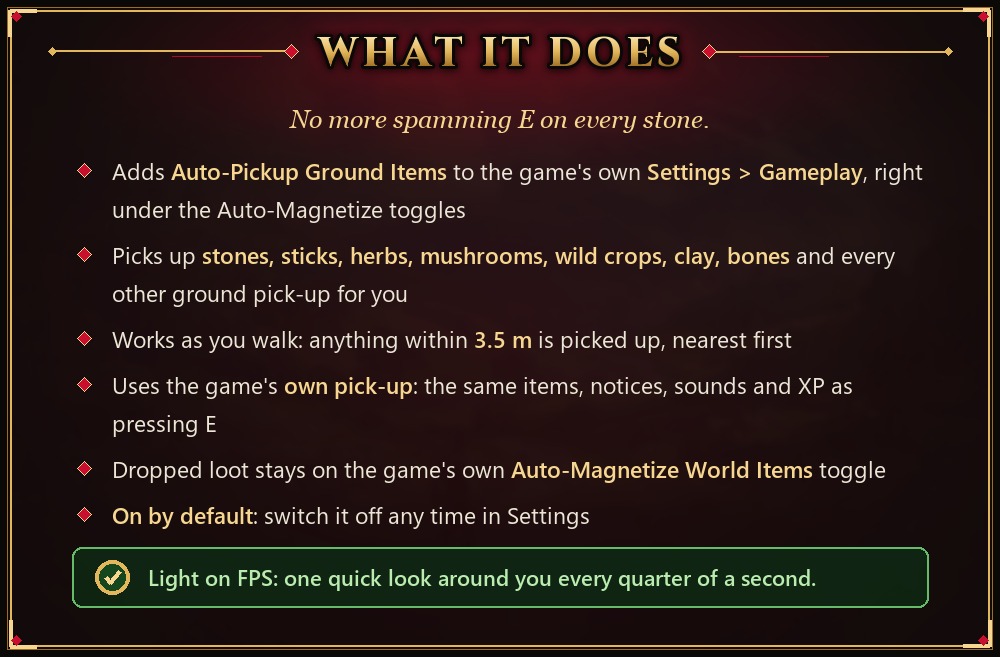 WHAT IT DOES
No more spamming E on every stone.
Adds Auto-Pickup Ground Items to the game's own Settings > Gameplay, right
under the Auto-Magnetize toggles
Picks up stones, sticks, herbs, mushrooms, wild crops, clay, bones and every
other ground pick-up for you
Works as you walk: anything within 3.5 m is picked up, nearest first
Uses the game's own pick-up: the same items, notices, sounds and XP as
pressing E
Dropped loot stays on the game's own Auto-Magnetize World Items toggle
On by default: switch it off any time in Settings
Light on FPS: one quick look around you every quarter of a second.